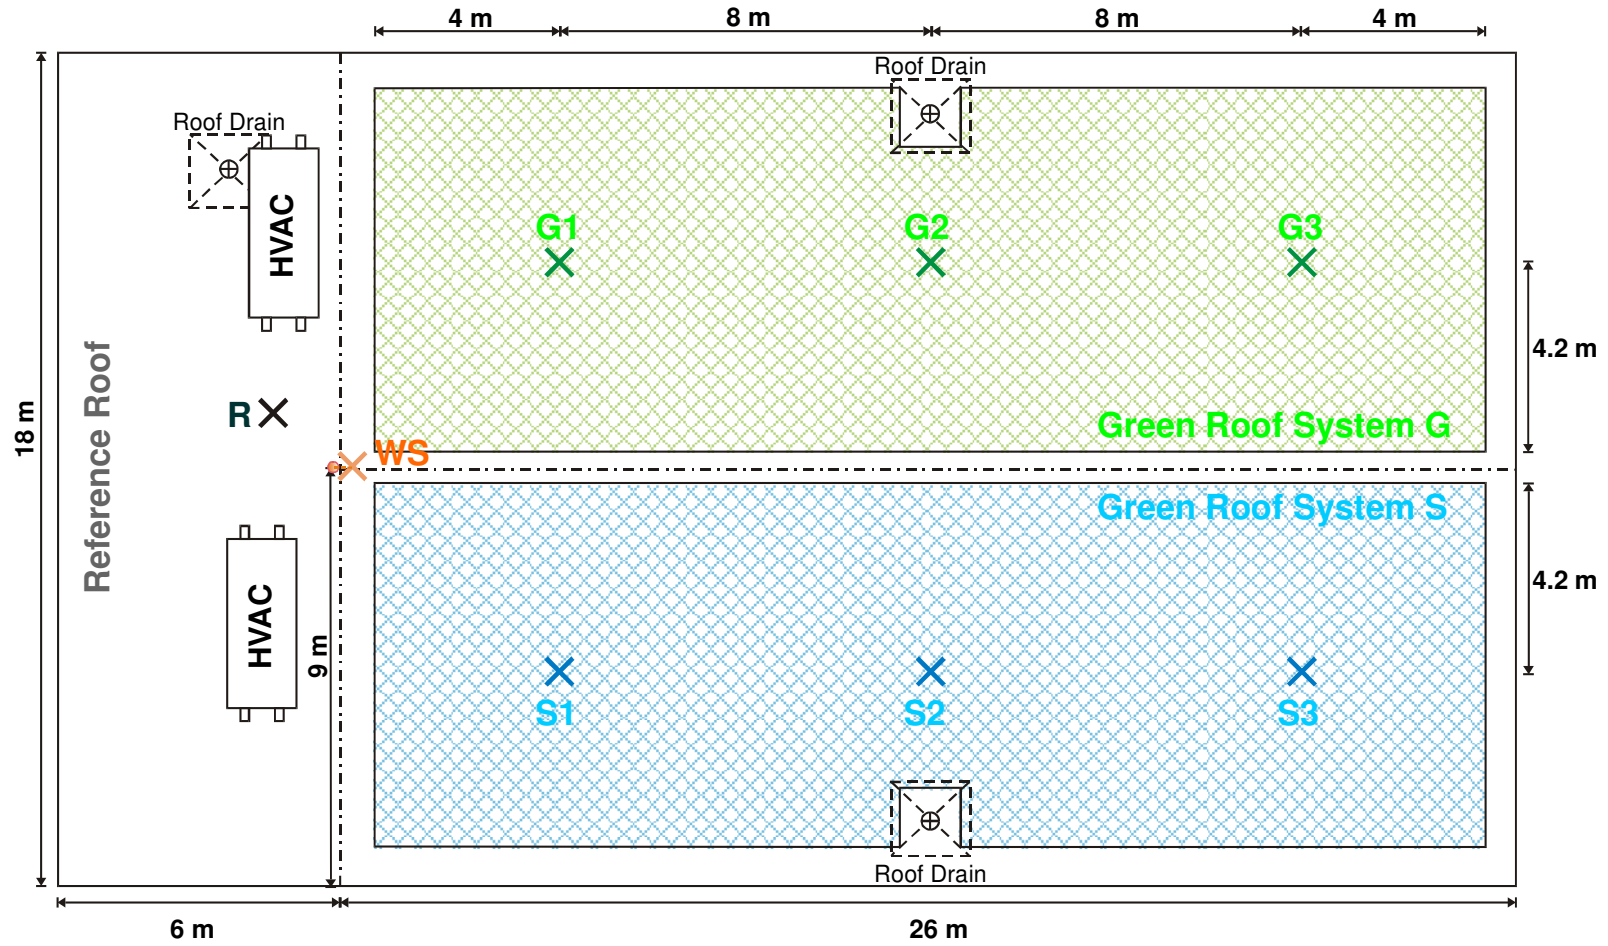 4 m
8 m
8 m
4 m
Roof Drain
Roof Drain
HVAC
G1
G2
G3
4.2 m
18 m
Reference Roof
R
WS
Green Roof System G
Green Roof System S
4.2 m
HVAC
9 m
S1
S2
S3
Roof Drain
6 m
26 m